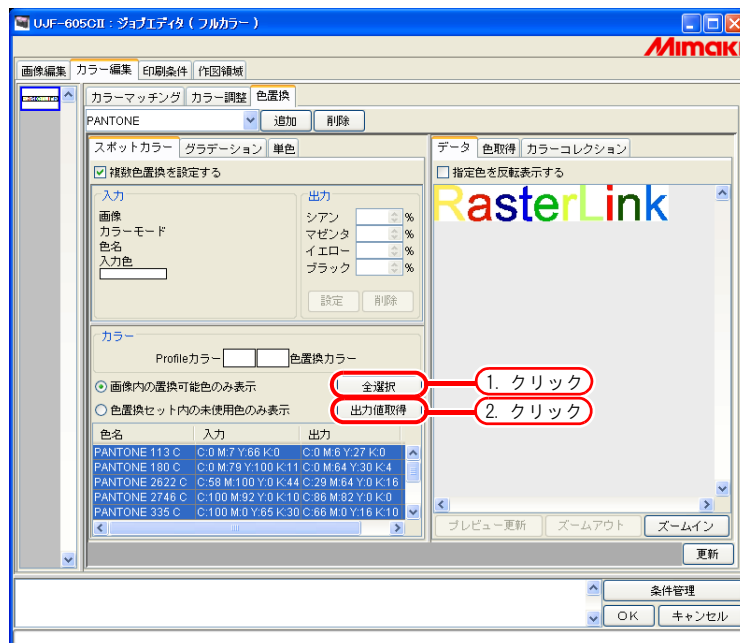 UJF-605CII : ジョブエディタ ( フルカラー )
Mimaki
画像編集 カラー編集 印刷条件 作図領域
カラーマッチング カラー調整 色置換
PANTONE 追加 削除
スポットカラー グラデーション 単色
複数色置換を設定する
入力
画像
カラーモード
色名
入力色
出力
シアン %
マゼンタ %
イエロー %
ブラック %
設定 削除
カラー
Profileカラー 色置換カラー
画像内の置換可能色のみ表示 全選択
色置換セット内の未使用色のみ表示 出力値取得
色名 入力 出力
PANTONE 113 C C:0 M:7 Y:66 K:0 C:0 M:6 Y:27 K:0
PANTONE 180 C C:0 M:79 Y:100 K:11 C:0 M:64 Y:30 K:4
PANTONE 2622 C C:58 M:100 Y:0 K:44 C:29 M:64 Y:0 K:16
PANTONE 2746 C C:100 M:92 Y:0 K:10 C:86 M:82 Y:0 K:0
PANTONE 335 C C:100 M:0 Y:65 K:30 C:66 M:0 Y:16 K:10
データ 色取得 カラーコレクション
指定色を反転表示する
RasterLink
1. クリック
2. クリック
プレビュー更新 ズームアウト ズームイン
更新
条件管理
OK キャンセル